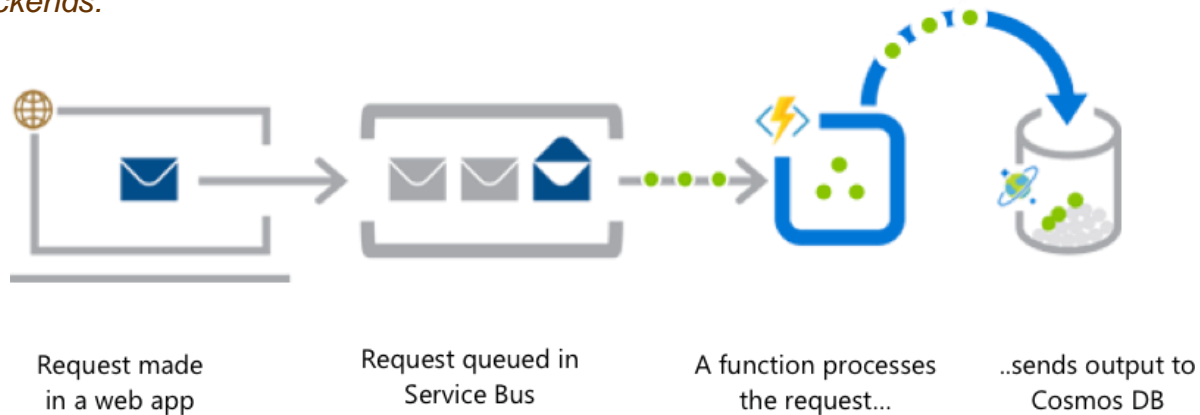 ckends.
Request made
in a web app
Request queued in
Service Bus
A function processes
the request...
..sends output to
Cosmos DB